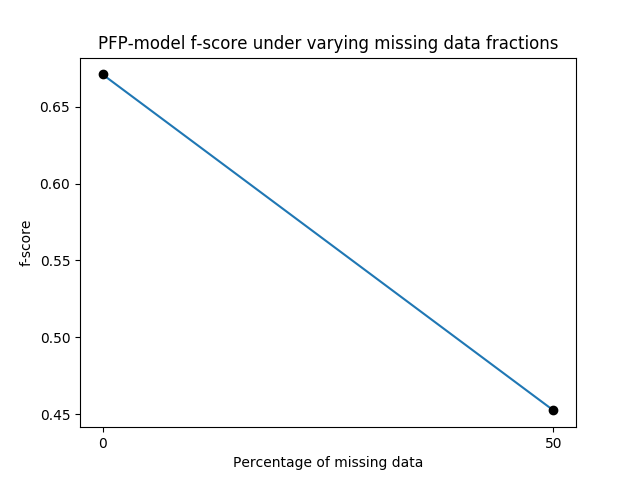 PFP-model f-score under varying missing data fractions
0.65
0.60
0.55
0.50
0.45
f-score
0
50
Percentage of missing data